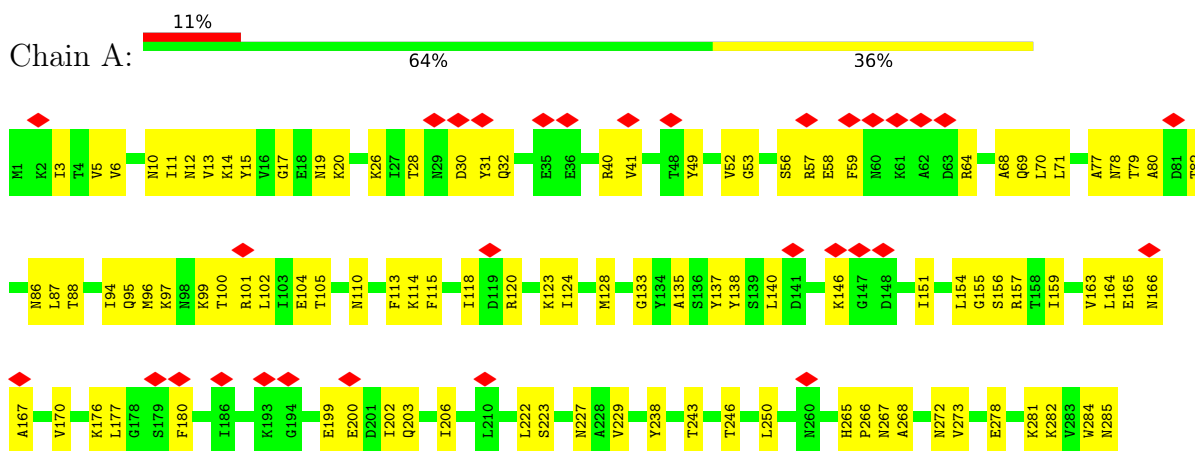 11%
Chain A:
64% 36%
M1 K2 I3 T4 V5 V6 N10 I11 N12 V13 K14 Y15 V16 G17 E18 N19 K20 K26 I27 T28 N29 D30 Y31 Q32 E35 E36 R40 V41 T48 Y49 V52 G53 S56 R57 E58 F59 N60 K61 A62 D63 R64 A68 Q69 L70 L71 A77 N78 T79 A80 D81 T82
N86 L87 T88 I94 Q95 M96 K97 N98 K99 T100 R101 L102 I103 E104 T105 N110 F113 K114 F115 I118 D119 R120 K123 I124 M128 G133 Y134 A135 S136 Y137 Y138 S139 L140 D141 K146 G147 D148 I151 L154 G155 S156 R157 T158 I159 V163 L164 E165 N166
A167 V170 K176 L177 G178 S179 F180 I186 K193 G194 E199 E200 D201 I202 Q203 I206 L210 L222 S223 N227 A228 V229 Y238 T243 T246 L250 N260 H265 P266 N267 A268 N272 V273 E278 K281 K282 V283 W284 N285